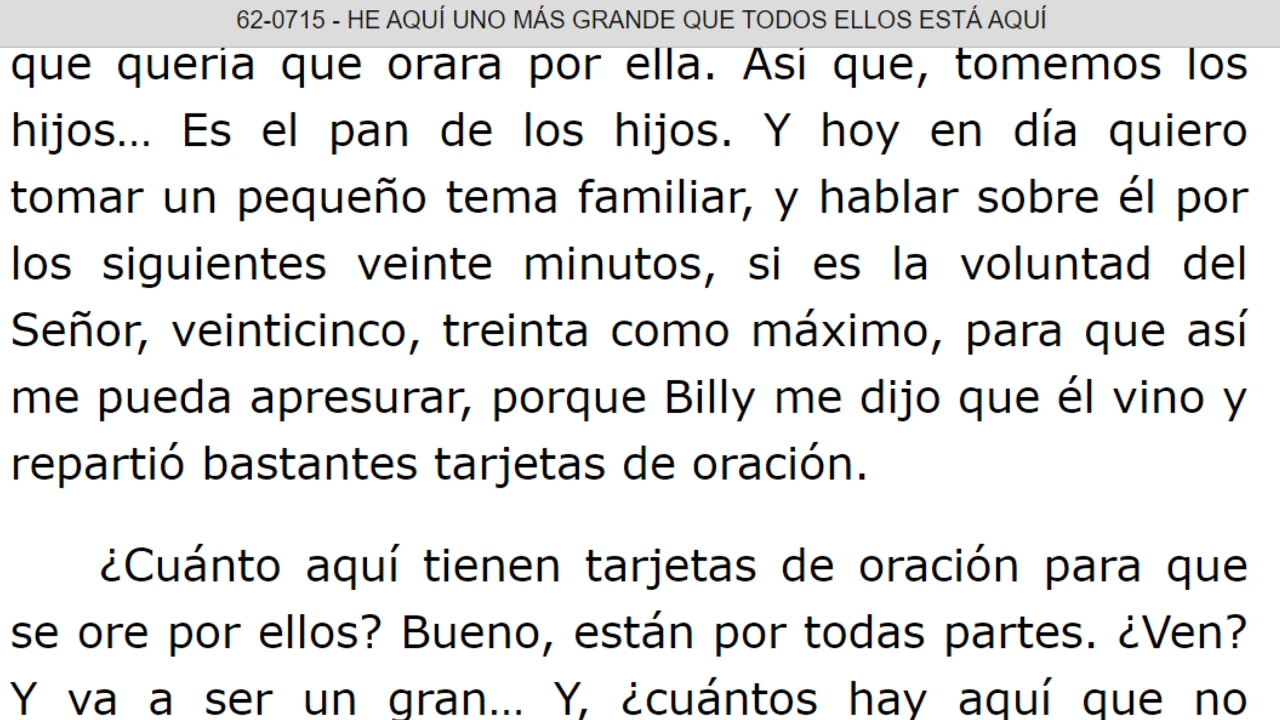 62-0715 - HE AQUÍ UNO MÁS GRANDE QUE TODOS ELLOS ESTÁ AQUÍ
que quería que orara por ella. Así que, tomemos los
hijos… Es el pan de los hijos. Y hoy en día quiero
tomar un pequeño tema familiar, y hablar sobre él por
los siguientes veinte minutos, si es la voluntad del
Señor, veinticinco, treinta como máximo, para que así
me pueda apresurar, porque Billy me dijo que él vino y
repartió bastantes tarjetas de oración.
¿Cuánto aquí tienen tarjetas de oración para que
se ore por ellos? Bueno, están por todas partes. ¿Ven?
Y va a ser un gran… Y, ¿cuántos hay aquí que no